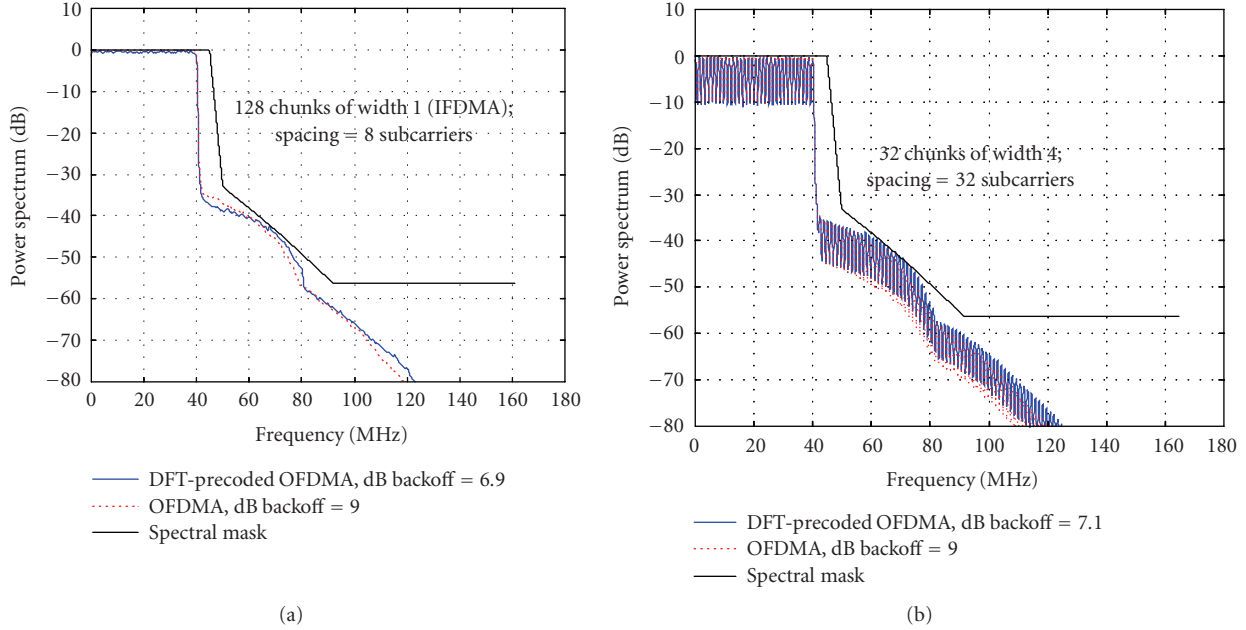 0
−10
−20
−30
−40
−50
−60
−70
−80
Power spectrum (dB)
128 chunks of width 1 (IFDMA);
spacing = 8 subcarriers
0 20 40 60 80 100 120 140 160 180
Frequency (MHz)
DFT-precoded OFDMA, dB backoff = 6.9
OFDMA, dB backoff = 9
Spectral mask
(a)
10
0
−10
−20
−30
−40
−50
−60
−70
−80
Power spectrum (dB)
32 chunks of width 4;
spacing = 32 subcarriers
0 20 40 60 80 100 120 140 160 180
Frequency (MHz)
DFT-precoded OFDMA, dB backoff = 7.1
OFDMA, dB backoff = 9
Spectral mask
(b)